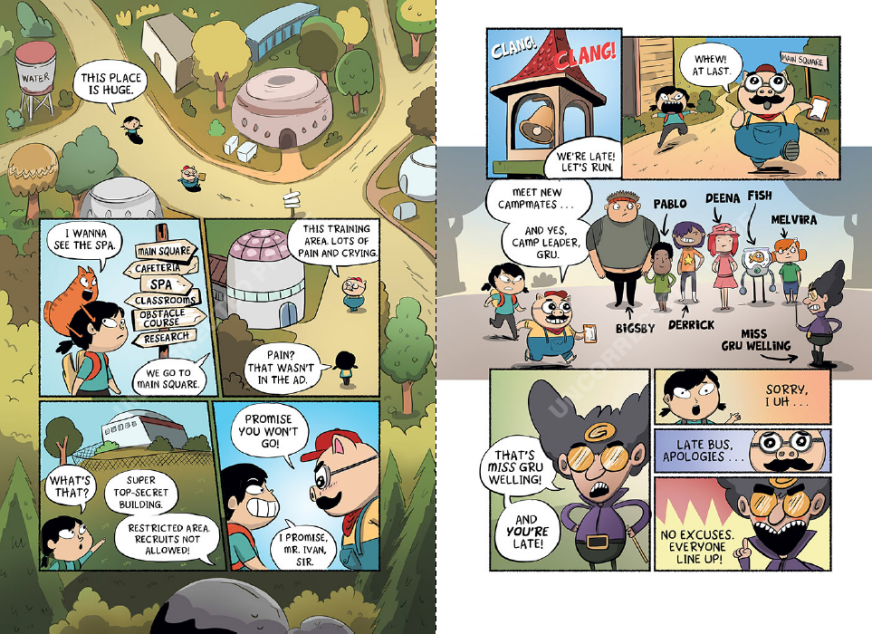 WATER
THIS PLACE
IS HUGE.
I WANNA
SEE THE SPA.
MAIN SQUARE
CAFETERIA
SPA
CLASSROOMS
OBSTACLE
COURSE
RESEARCH
WE GO TO
MAIN SQUARE.
THIS TRAINING
AREA. LOTS OF
PAIN AND CRYING.
PAIN?
THAT WASN'T
IN THE AD.
WHAT'S
THAT?
SUPER
TOP-SECRET
BUILDING.
RESTRICTED AREA.
RECRUITS NOT
ALLOWED!
PROMISE
YOU WON'T
GO!
I PROMISE,
MR. IVAN,
SIR.
CLANG!
CLANG!
WE'RE LATE!
LET'S RUN.
WHEW!
AT LAST.
MAIN SQUARE
MEET NEW
CAMPMATES . . .
AND YES,
CAMP LEADER,
GRU.
PABLO
DEENA
FISH
MELVIRA
BIGSBY
DERRICK
MISS
GRU WELLING
THAT'S
MISS GRU
WELLING!
AND
YOU'RE
LATE!
G
SORRY,
I UH . . .
LATE BUS,
APOLOGIES . . .
NO EXCUSES.
EVERYONE
LINE UP!